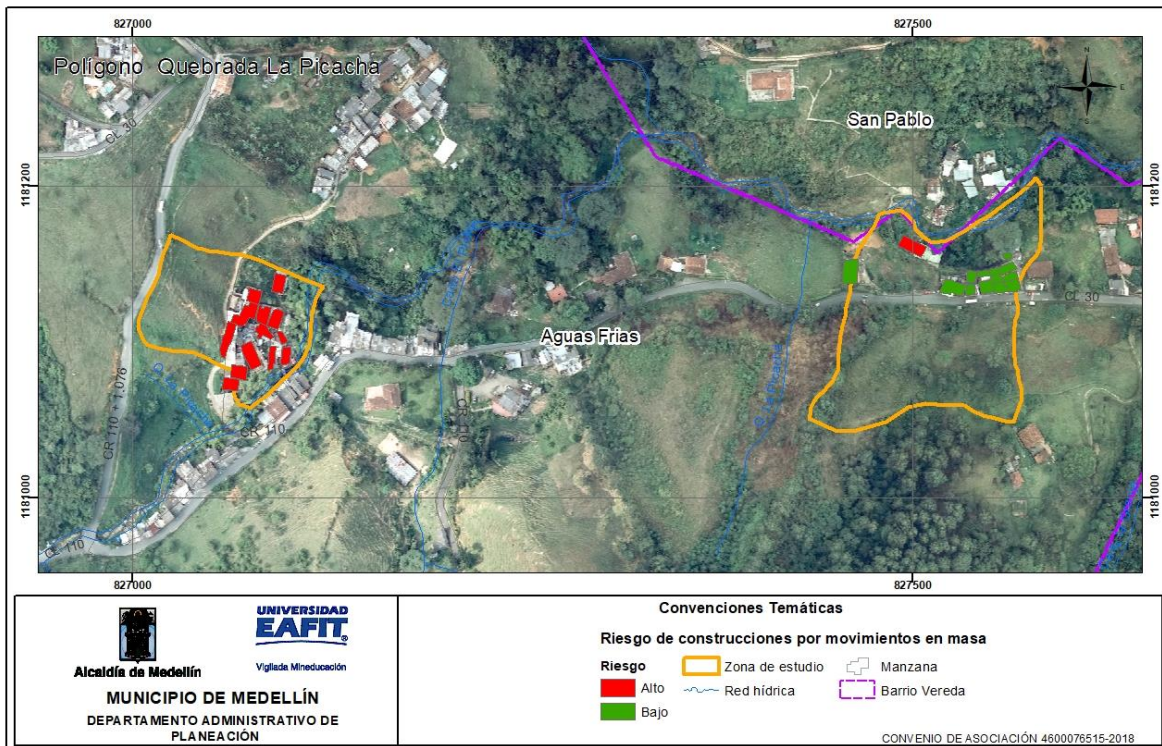 827000
827500
Polígono Quebrada La Picacha
N
E
San Pablo
CL 30
1181200
1181200
CL 30
Aguas Frías
CR 110 + 1.076
CR 110
1181000
1181000
CL 110
827000
827500
Alcaldía de Medellín
UNIVERSIDAD
EAFIT
®
Vigilada Mineducación
MUNICIPIO DE MEDELLÍN
DEPARTAMENTO ADMINISTRATIVO DE
PLANEACIÓN
Convenciones Temáticas
Riesgo de construcciones por movimientos en masa
Riesgo
Alto
Bajo
Zona de estudio
Red hídrica
Manzana
Barrio Vereda
CONVENIO DE ASOCIACIÓN 4600076515-2018